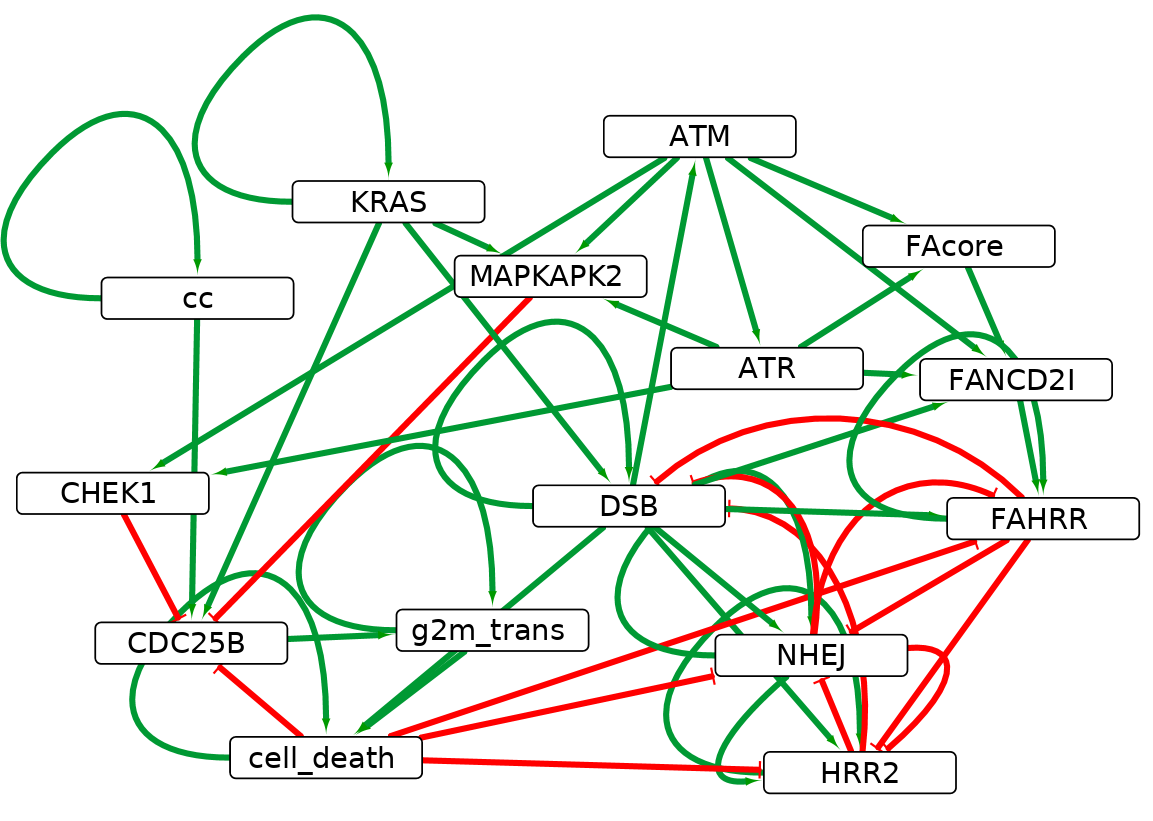 ATM
KRAS
FAcore
MAPKAPK2
cc
ATR
FANCD2I
CHEK1
DSB
FAHRR
g2m_trans
CDC25B
NHEJ
cell_death
HRR2